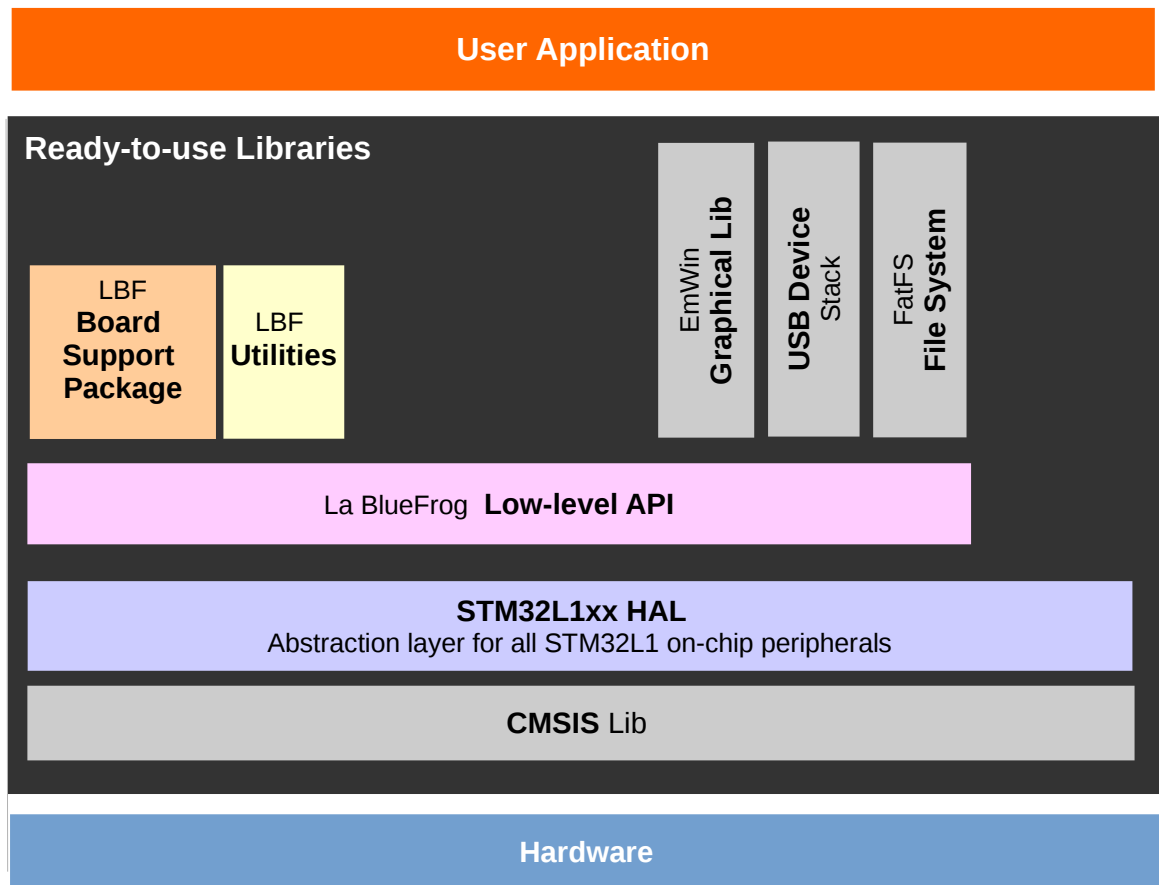 User Application
Ready-to-use Libraries
LBF
Board
Support
Package
LBF
Utilities
EmWin
Graphical Lib
USB Device
Stack
FatFS
File System
La BlueFrog Low-level API
STM32L1xx HAL
Abstraction layer for all STM32L1 on-chip peripherals
CMSIS Lib
Hardware